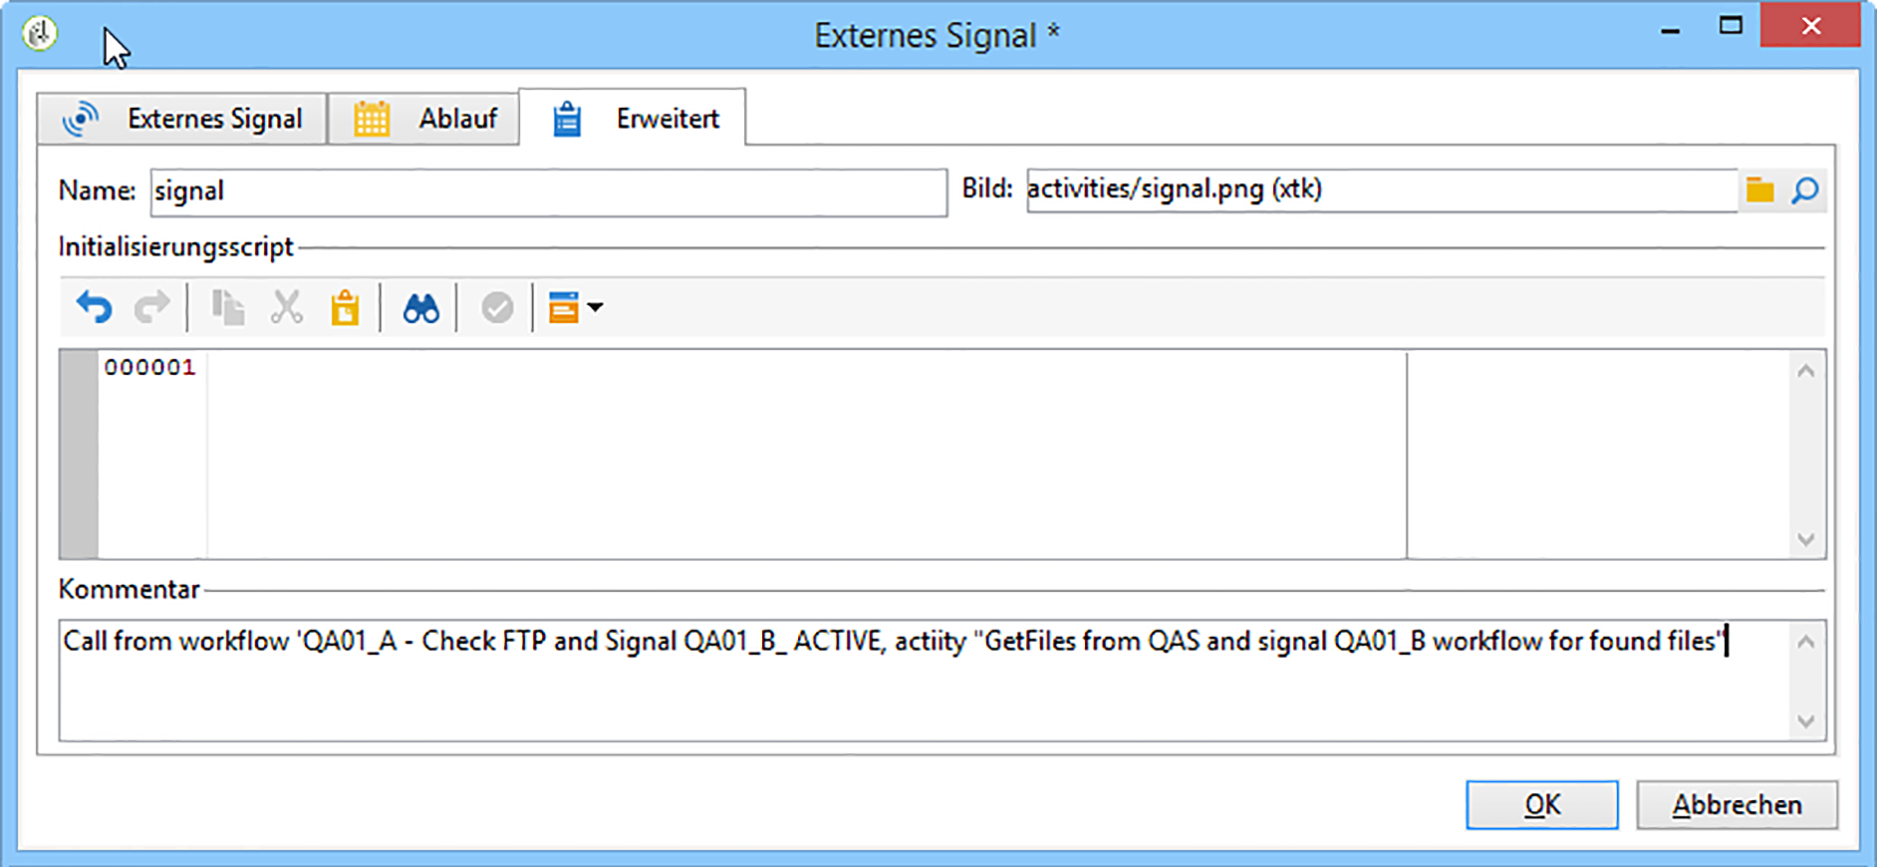 Externes Signal *
Externes Signal Ablauf Erweitert
Name: signal Bild: activities/signal.png (xtk)
Initialisierungsscript
000001
Kommentar
Call from workflow 'QA01_A - Check FTP and Signal QA01_B_ ACTIVE, actiity "GetFiles from QAS and signal QA01_B workflow for found files"
OK Abbrechen